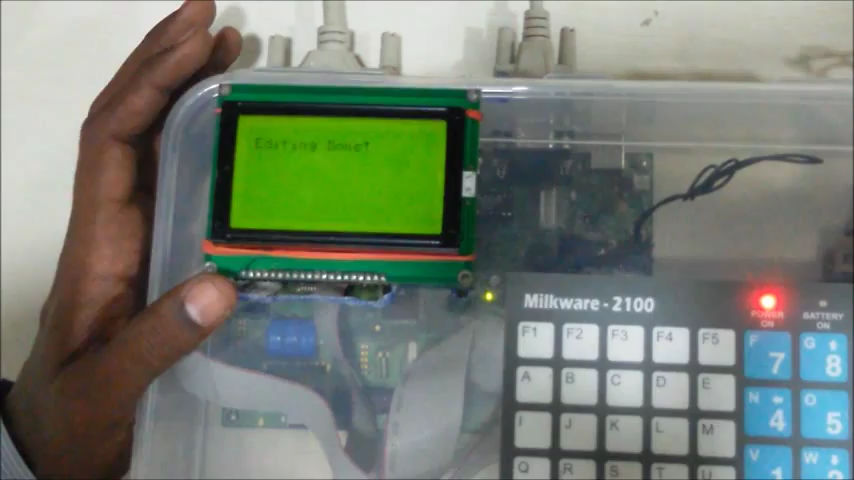 Editing Done!
Milkware - 2100
POWER ON
BATTERY ON
F1 F2 F3 F4 F5 F 7 G 8
A B C D E N 4 O 5
I J K L M V 1 W
Q R S T U